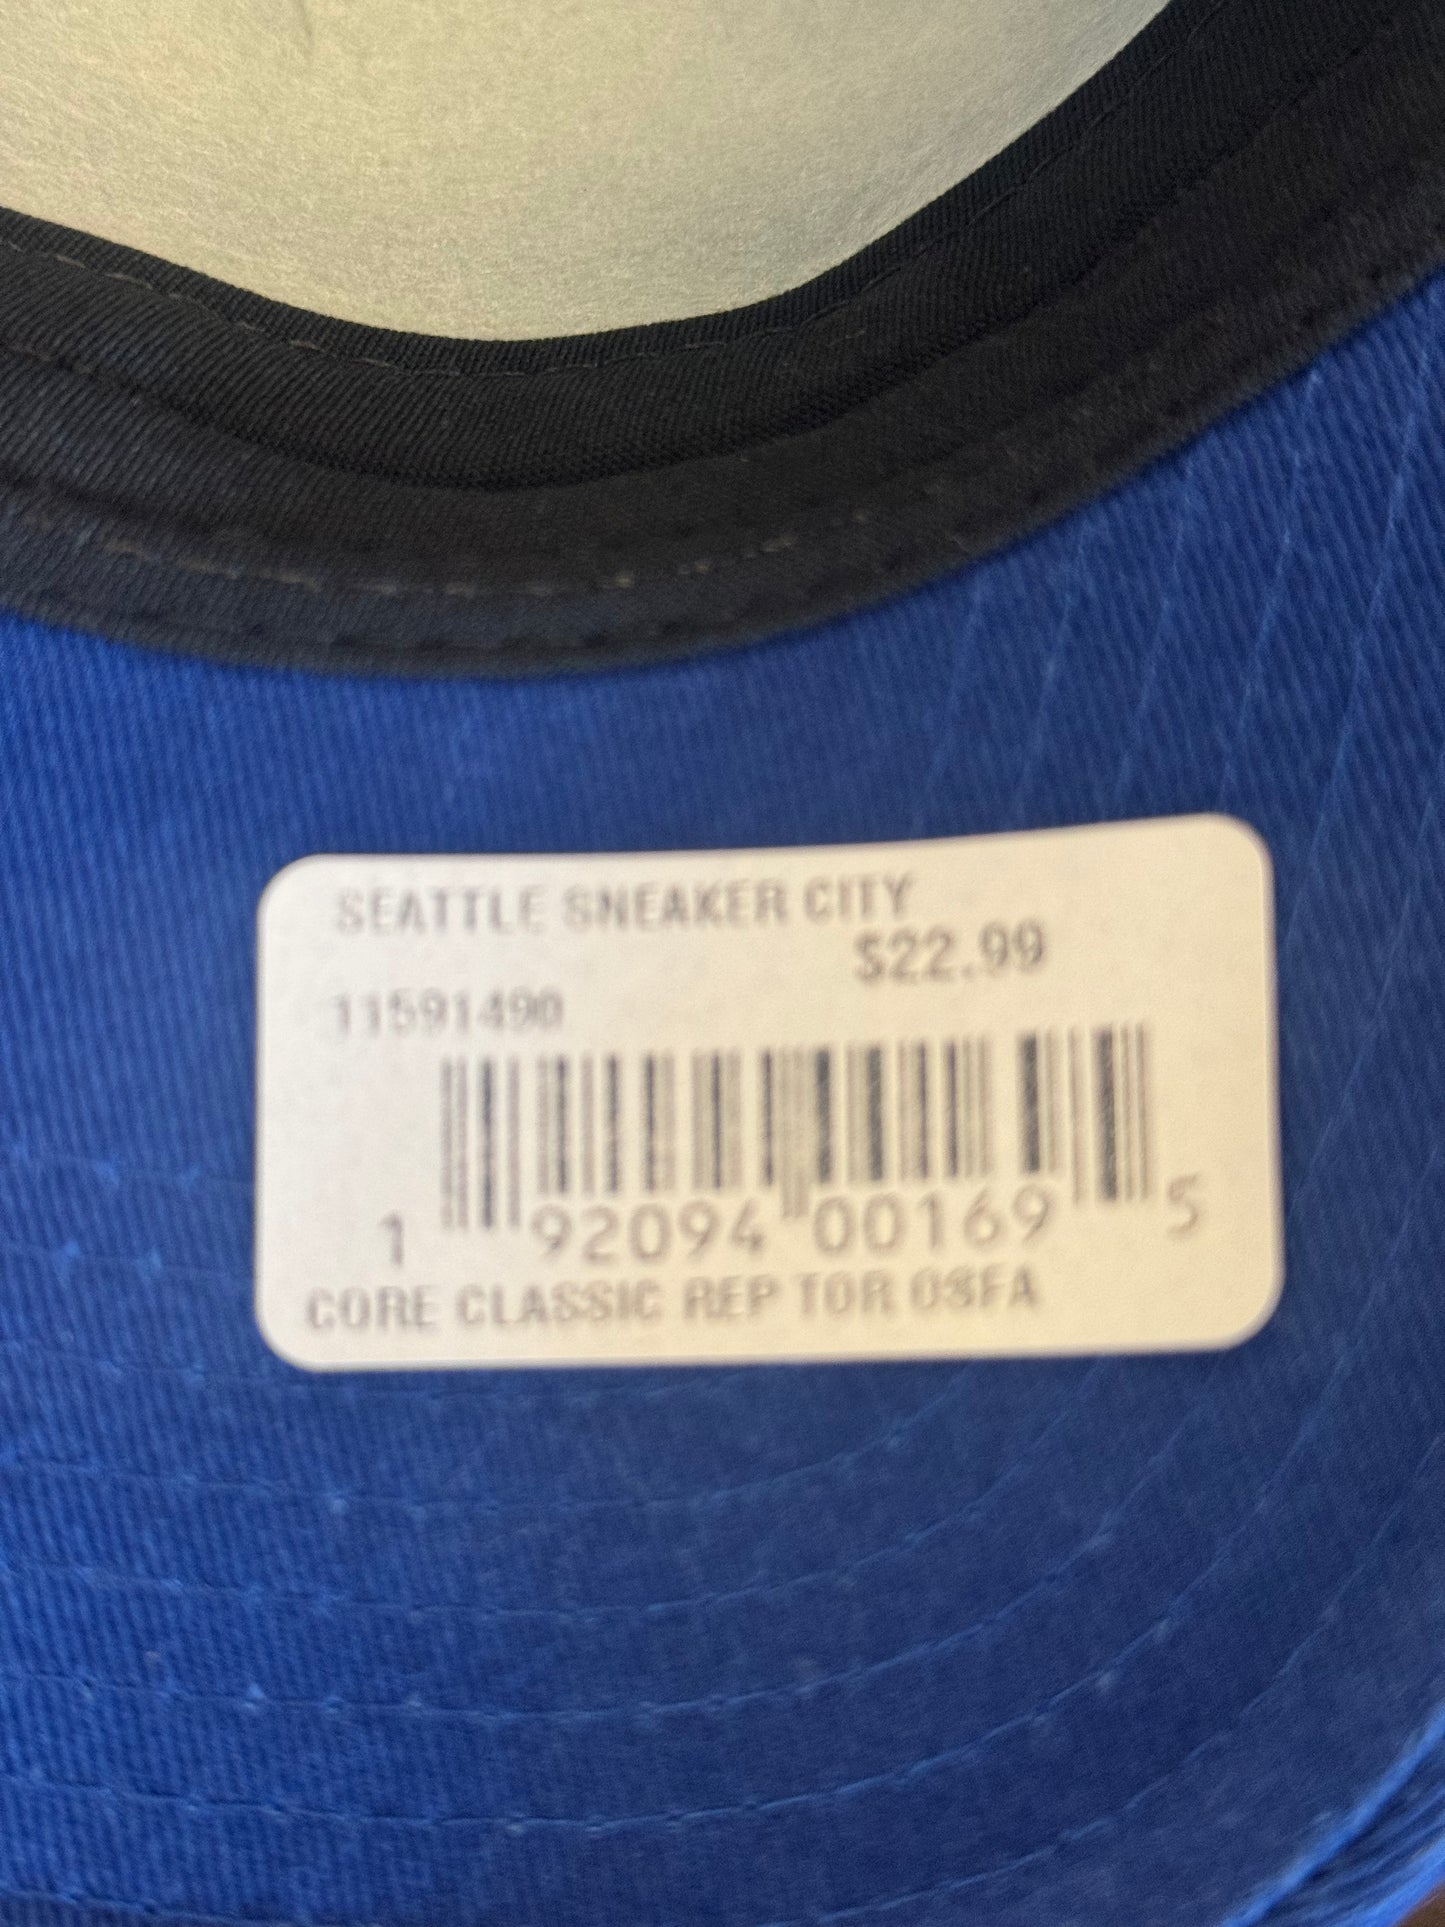 SEATTLE SNEAKER CITY
$22.99
11591490
1 92094 00169 5
CORE CLASSIC REP TOR OSFA